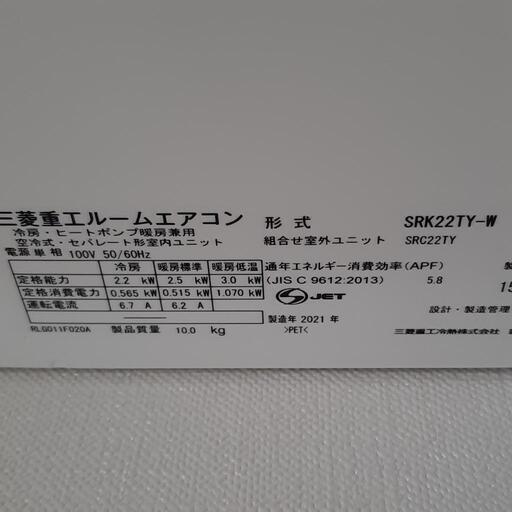 三菱重工ルームエアコン
形式 SRK22TY-W
冷房・ヒートポンプ暖房兼用
空冷式・セパレート形室内ユニット
組合せ室外ユニット SRC22TY
電源 単相 100V 50/60Hz
冷房 暖房標準 暖房低温
定格能力 2.2 kW 2.5 kW 3.0 kW
定格消費電力 0.565 kW 0.515 kW 1.070 kW
運転電流 6.7 A 6.2 A
通年エネルギー消費効率(APF)
(JIS C 9612:2013) 5.8
JET
製
15
設計・製造管理
製造年 2021 年
>PET<
RLG011F020A 製品質量 10.0 kg
三菱重工冷熱株式会社